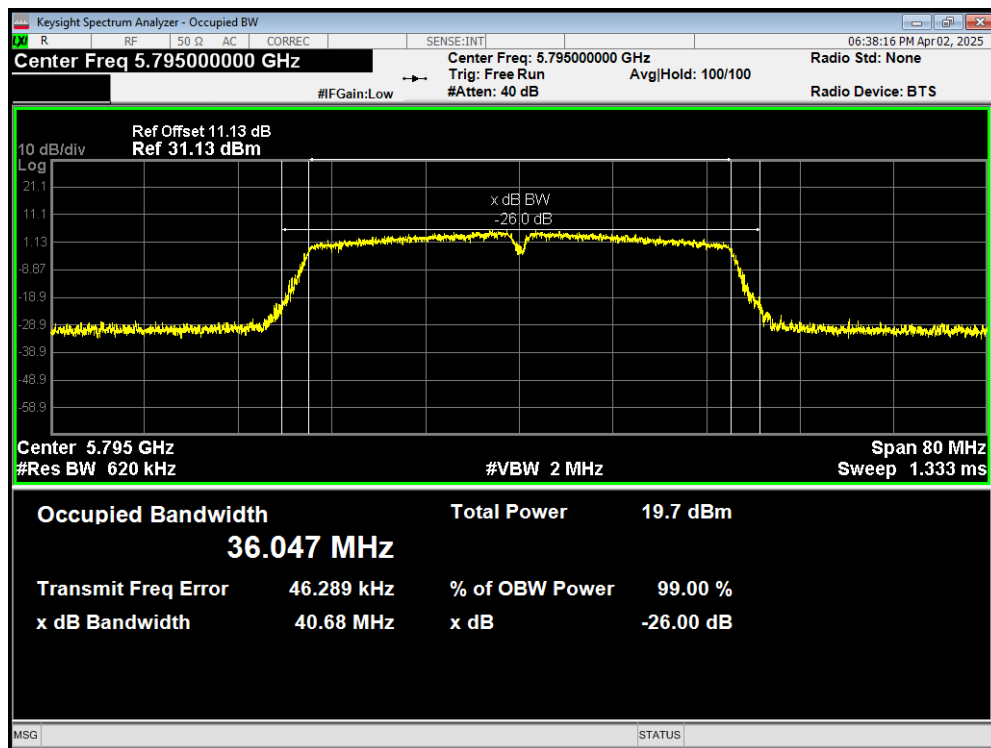 Keysight Spectrum Analyzer - Occupied BW
LXI R RF 50 Ω AC CORREC SENSE:INT 06:38:16 PM Apr 02, 2025
Center Freq 5.795000000 GHz
Center Freq: 5.795000000 GHz
Radio Std: None
Trig: Free Run
Avg|Hold: 100/100
#IFGain:Low
#Atten: 40 dB
Radio Device: BTS
Ref Offset 11.13 dB
10 dB/div
Ref 31.13 dBm
Log
21.1
x dB BW
11.1
-26.0 dB
1.13
-8.87
-18.9
-28.9
-38.9
-48.9
-58.9
Center 5.795 GHz
Span 80 MHz
#Res BW 620 kHz
#VBW 2 MHz
Sweep 1.333 ms
Occupied Bandwidth
Total Power 19.7 dBm
36.047 MHz
Transmit Freq Error 46.289 kHz
% of OBW Power 99.00 %
x dB Bandwidth 40.68 MHz
x dB -26.00 dB
MSG
STATUS